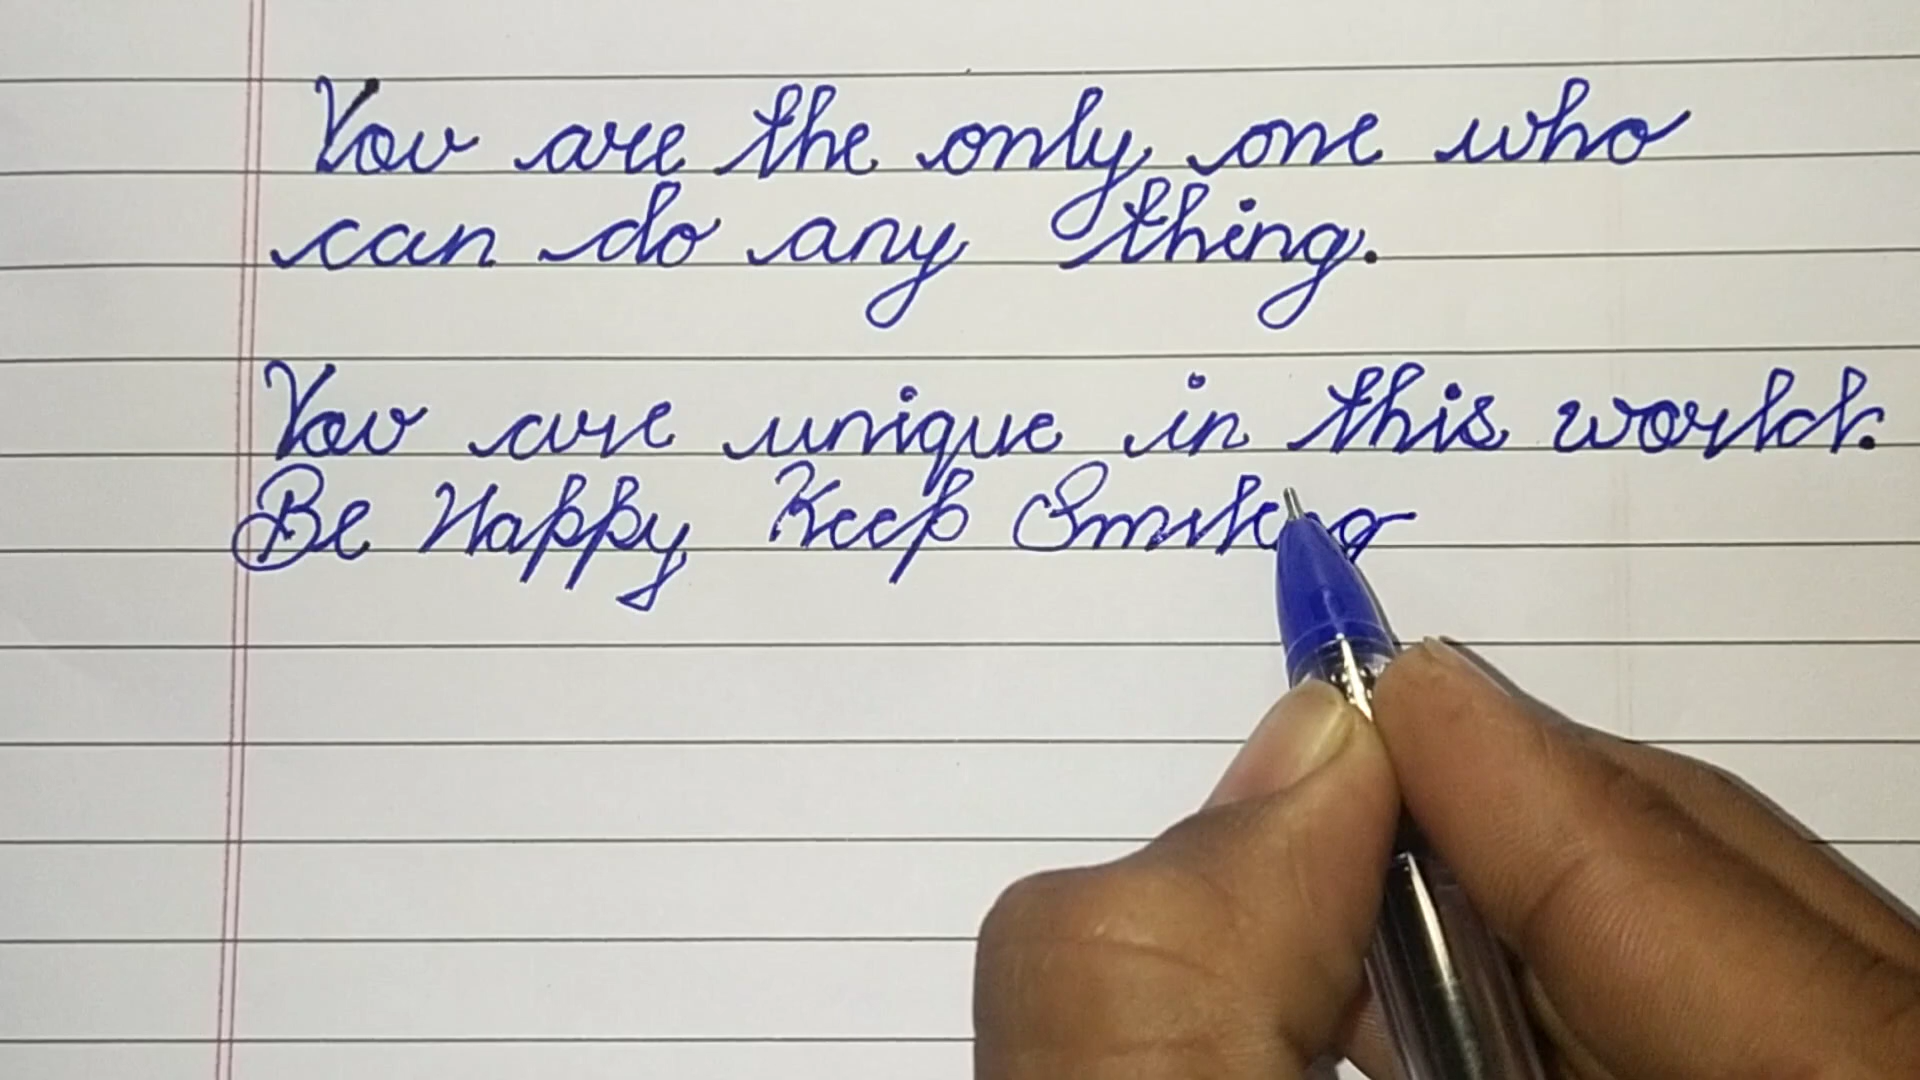 You are the only one who
can do any thing.
You are unique in this world.
Be Happy Keep Smiling